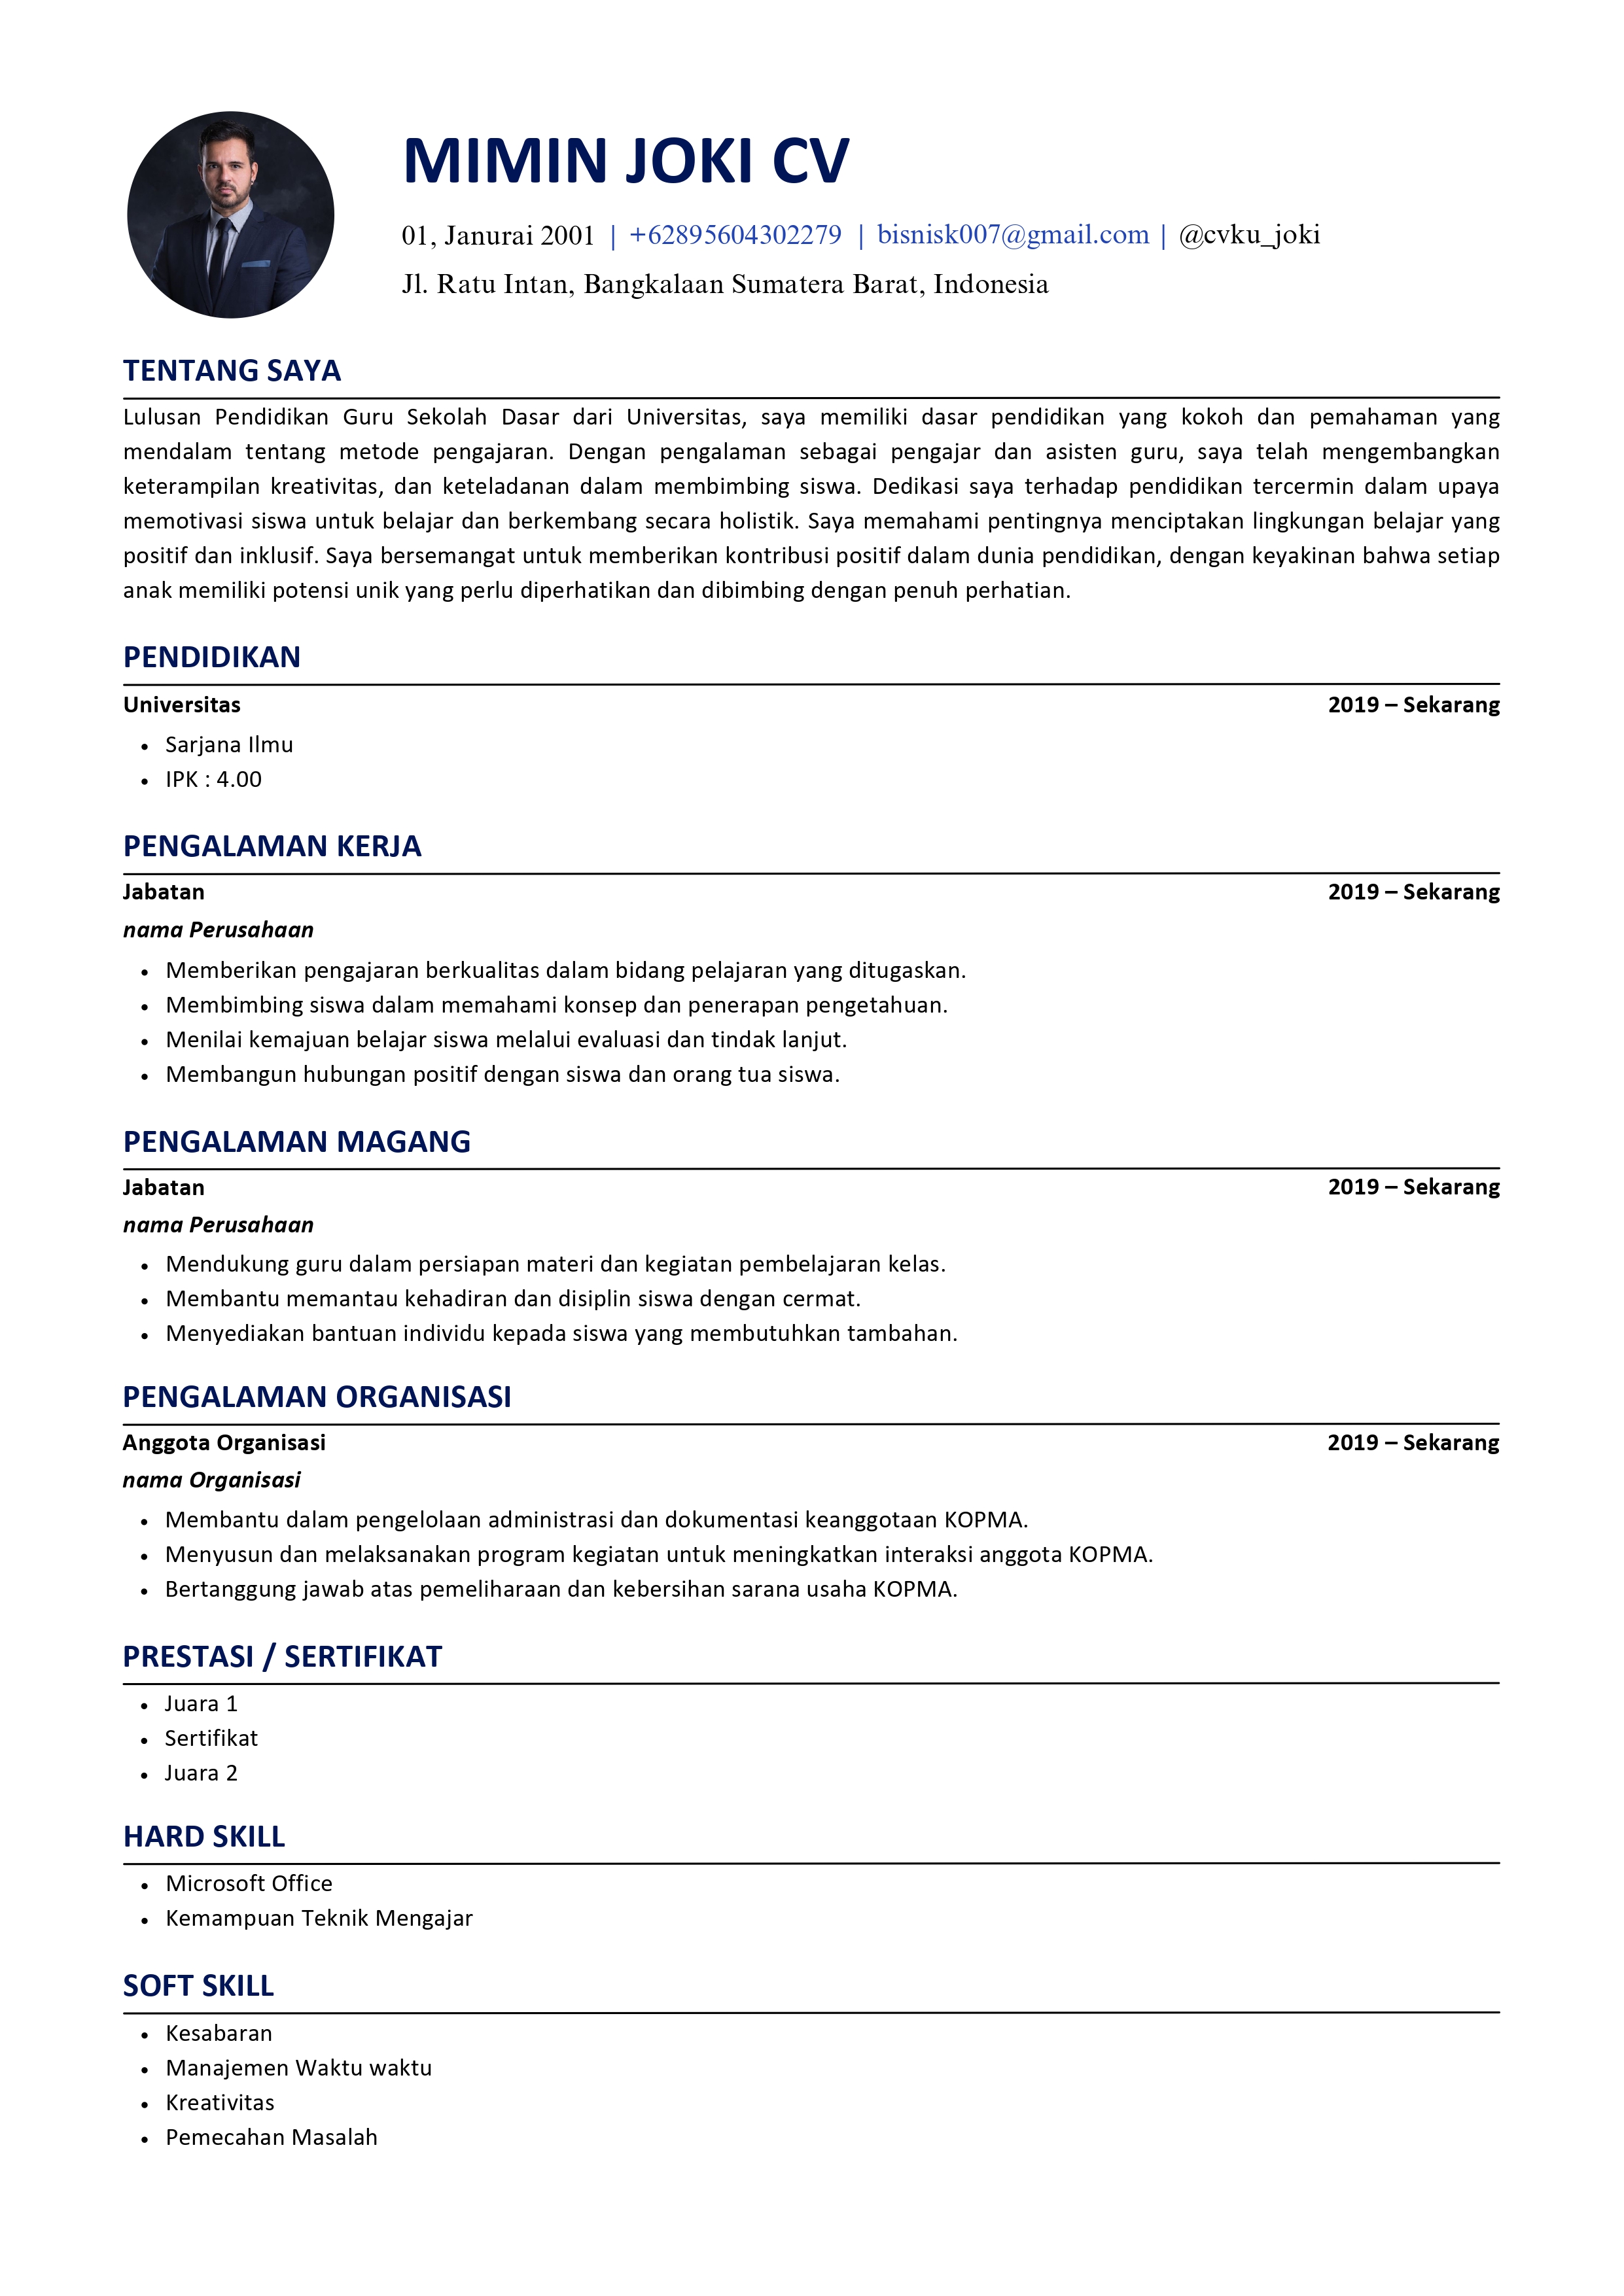 MIMIN JOKI CV
01, Janurai 2001 | +62895604302279 | bisnisk007@gmail.com | @cvku_joki
Jl. Ratu Intan, Bangkalaan Sumatera Barat, Indonesia
TENTANG SAYA
Lulusan Pendidikan Guru Sekolah Dasar dari Universitas, saya memiliki dasar pendidikan yang kokoh dan pemahaman yang
mendalam tentang metode pengajaran. Dengan pengalaman sebagai pengajar dan asisten guru, saya telah mengembangkan
keterampilan kreativitas, dan keteladanan dalam membimbing siswa. Dedikasi saya terhadap pendidikan tercermin dalam upaya
memotivasi siswa untuk belajar dan berkembang secara holistik. Saya memahami pentingnya menciptakan lingkungan belajar yang
positif dan inklusif. Saya bersemangat untuk memberikan kontribusi positif dalam dunia pendidikan, dengan keyakinan bahwa setiap
anak memiliki potensi unik yang perlu diperhatikan dan dibimbing dengan penuh perhatian.
PENDIDIKAN
Universitas 2019 – Sekarang
• Sarjana Ilmu
• IPK : 4.00
PENGALAMAN KERJA
Jabatan 2019 – Sekarang
nama Perusahaan
• Memberikan pengajaran berkualitas dalam bidang pelajaran yang ditugaskan.
• Membimbing siswa dalam memahami konsep dan penerapan pengetahuan.
• Menilai kemajuan belajar siswa melalui evaluasi dan tindak lanjut.
• Membangun hubungan positif dengan siswa dan orang tua siswa.
PENGALAMAN MAGANG
Jabatan 2019 – Sekarang
nama Perusahaan
• Mendukung guru dalam persiapan materi dan kegiatan pembelajaran kelas.
• Membantu memantau kehadiran dan disiplin siswa dengan cermat.
• Menyediakan bantuan individu kepada siswa yang membutuhkan tambahan.
PENGALAMAN ORGANISASI
Anggota Organisasi 2019 – Sekarang
nama Organisasi
• Membantu dalam pengelolaan administrasi dan dokumentasi keanggotaan KOPMA.
• Menyusun dan melaksanakan program kegiatan untuk meningkatkan interaksi anggota KOPMA.
• Bertanggung jawab atas pemeliharaan dan kebersihan sarana usaha KOPMA.
PRESTASI / SERTIFIKAT
• Juara 1
• Sertifikat
• Juara 2
HARD SKILL
• Microsoft Office
• Kemampuan Teknik Mengajar
SOFT SKILL
• Kesabaran
• Manajemen Waktu waktu
• Kreativitas
• Pemecahan Masalah